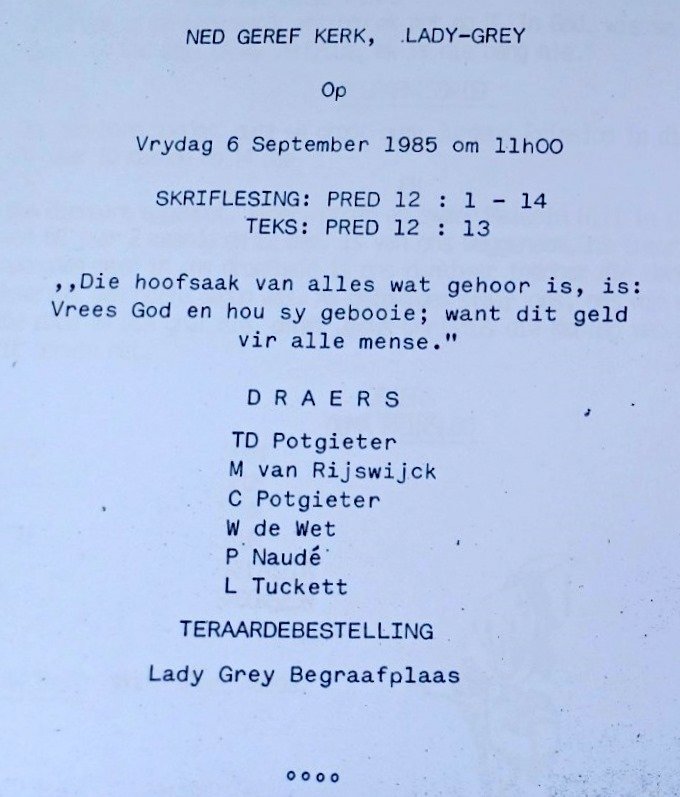 NED GEREF KERK, LADY-GREY
Op
Vrydag 6 September 1985 om 11h00
SKRIFLESING: PRED 12 : 1 - 14
TEKS: PRED 12 : 13
,,Die hoofsaak van alles wat gehoor is, is:
Vrees God en hou sy gebooie; want dit geld
vir alle mense."
D R A E R S
TD Potgieter
M van Rijswijck
C Potgieter
W de Wet
P Naudé
L Tuckett
TERAARDEBESTELLING
Lady Grey Begraafplaas
oooo